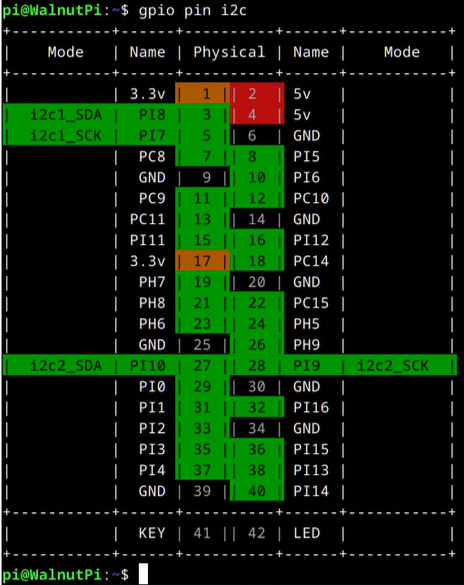 pi@WalnutPi:~$ gpio pin i2c
+----------+------+----------+------+----------+
| Mode | Name | Physical | Name | Mode |
+----------+------+----------+------+----------+
| | 3.3v | 1 || 2 | 5v | |
| i2c1_SDA | PI8 | 3 || 4 | 5v | |
| i2c1_SCK | PI7 | 5 || 6 | GND | |
| | PC8 | 7 || 8 | PI5 | |
| | GND | 9 || 10 | PI6 | |
| | PC9 | 11 || 12 | PC10 | |
| | PC11 | 13 || 14 | GND | |
| | PI11 | 15 || 16 | PI12 | |
| | 3.3v | 17 || 18 | PC14 | |
| | PH7 | 19 || 20 | GND | |
| | PH8 | 21 || 22 | PC15 | |
| | PH6 | 23 || 24 | PH5 | |
| | GND | 25 || 26 | PH9 | |
| i2c2_SDA | PI10 | 27 || 28 | PI9 | i2c2_SCK |
| | PI0 | 29 || 30 | GND | |
| | PI1 | 31 || 32 | PI16 | |
| | PI2 | 33 || 34 | GND | |
| | PI3 | 35 || 36 | PI15 | |
| | PI4 | 37 || 38 | PI13 | |
| | GND | 39 || 40 | PI14 | |
+----------+------+----------+------+----------+
| | KEY | 41 || 42 | LED | |
+----------+------+----------+------+----------+
pi@WalnutPi:~$